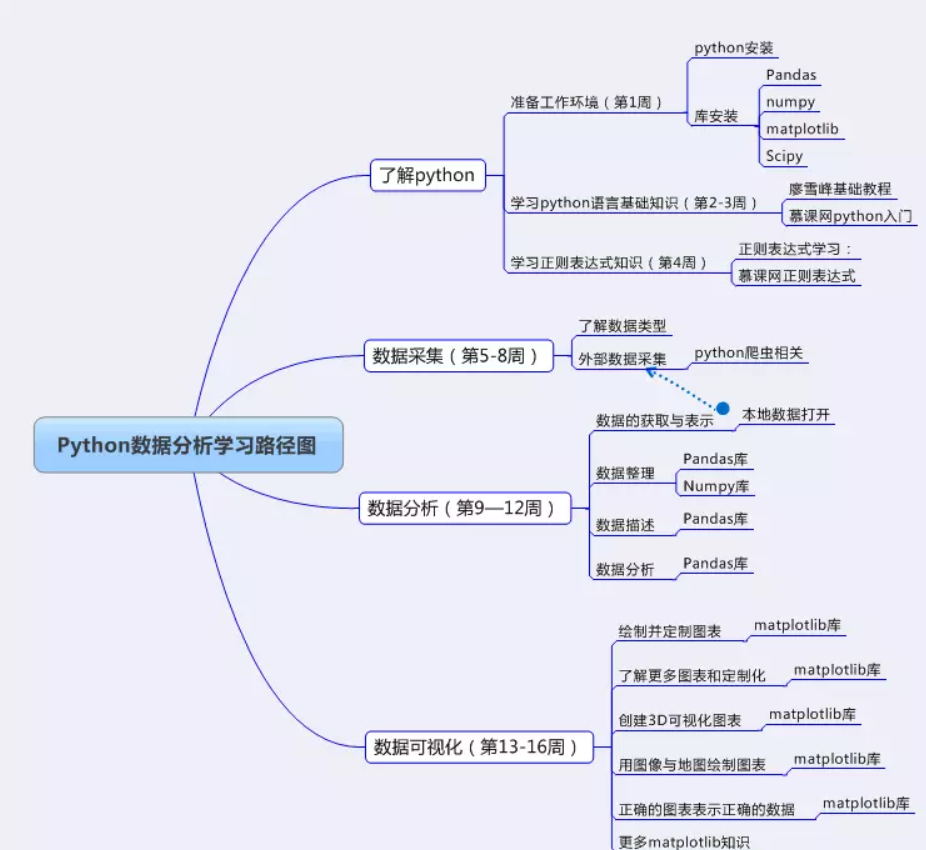 Python数据分析学习路径图
了解python
准备工作环境（第1周）
python安装
库安装
Pandas
numpy
matplotlib
Scipy
学习python语言基础知识（第2-3周）
廖雪峰基础教程
慕课网python入门
学习正则表达式知识（第4周）
正则表达式学习：
慕课网正则表达式
数据采集（第5-8周）
了解数据类型
外部数据采集
python爬虫相关
数据分析（第9—12周）
数据的获取与表示
本地数据打开
数据整理
Pandas库
Numpy库
数据描述
Pandas库
数据分析
Pandas库
数据可视化（第13-16周）
绘制并定制图表
matplotlib库
了解更多图表和定制化
matplotlib库
创建3D可视化图表
matplotlib库
用图像与地图绘制图表
matplotlib库
正确的图表表示正确的数据
matplotlib库
更多matplotlib知识